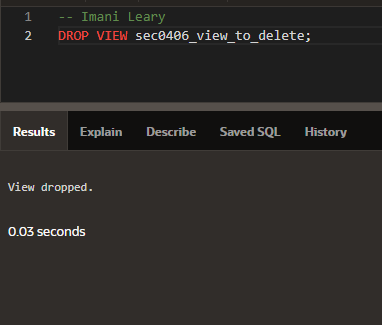 1 -- Imani Leary
2 DROP VIEW sec0406_view_to_delete;
Results Explain Describe Saved SQL History
View dropped.
0.03 seconds